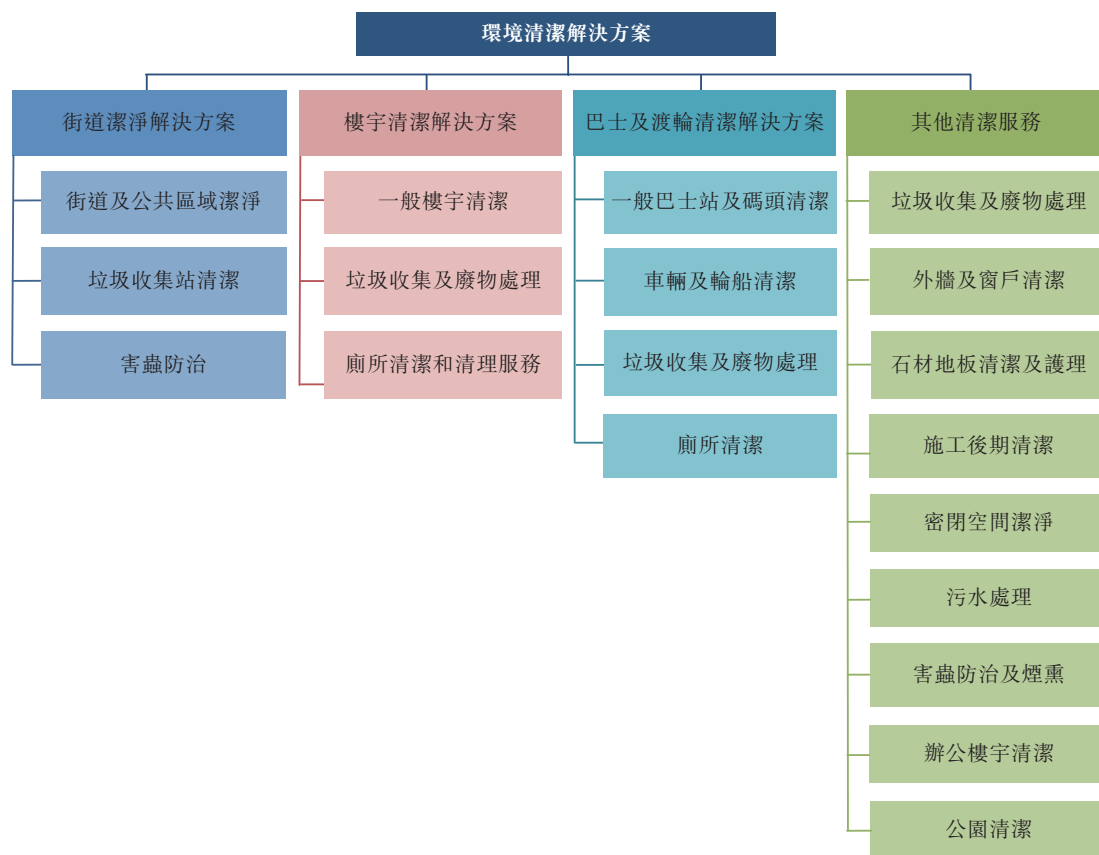 環境清潔解決方案
街道潔淨解決方案
街道及公共區域潔淨
垃圾收集站清潔
害蟲防治
樓宇清潔解決方案
一般樓宇清潔
垃圾收集及廢物處理
廁所清潔和清理服務
巴士及渡輪清潔解決方案
一般巴士站及碼頭清潔
車輛及輪船清潔
垃圾收集及廢物處理
廁所清潔
其他清潔服務
垃圾收集及廢物處理
外牆及窗戶清潔
石材地板清潔及護理
施工後期清潔
密閉空間潔淨
污水處理
害蟲防治及煙熏
辦公樓宇清潔
公園清潔